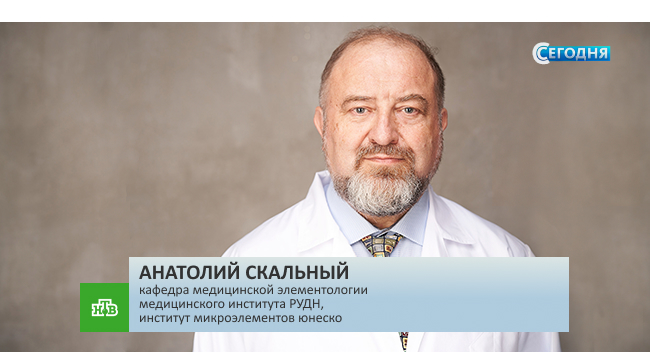 СЕГОДНЯ
АНАТОЛИЙ СКАЛЬНЫЙ
кафедра медицинской элементологии
медицинского института РУДН,
институт микроэлементов юнеско
НТВ